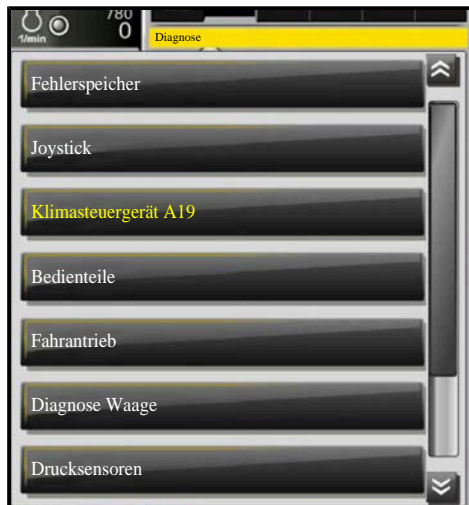 780
1/min
0
Diagnose
Fehlerspeicher
Joystick
Klimasteuergerät A19
Bedienteile
Fahrantrieb
Diagnose Waage
Drucksensoren